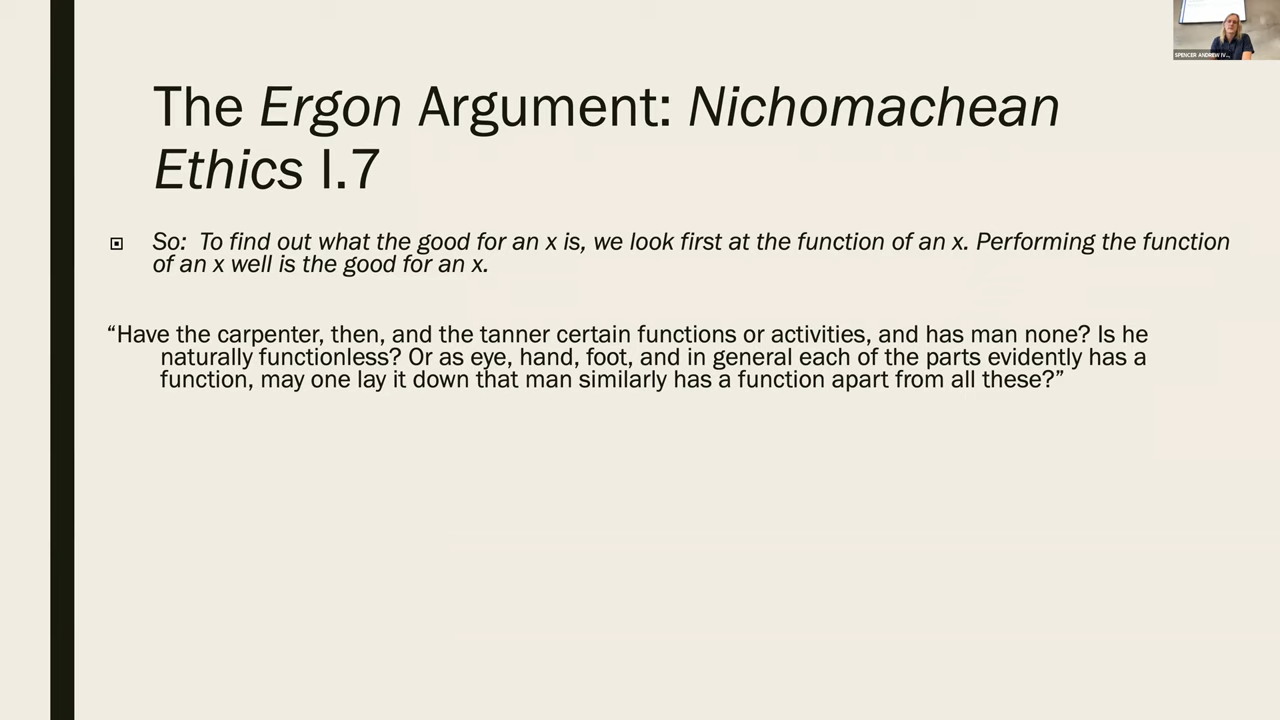 SPENCER ANDREW IV...
The Ergon Argument: Nichomachean
Ethics I.7
So: To find out what the good for an x is, we look first at the function of an x. Performing the function
of an x well is the good for an x.
“Have the carpenter, then, and the tanner certain functions or activities, and has man none? Is he
naturally functionless? Or as eye, hand, foot, and in general each of the parts evidently has a
function, may one lay it down that man similarly has a function apart from all these?”